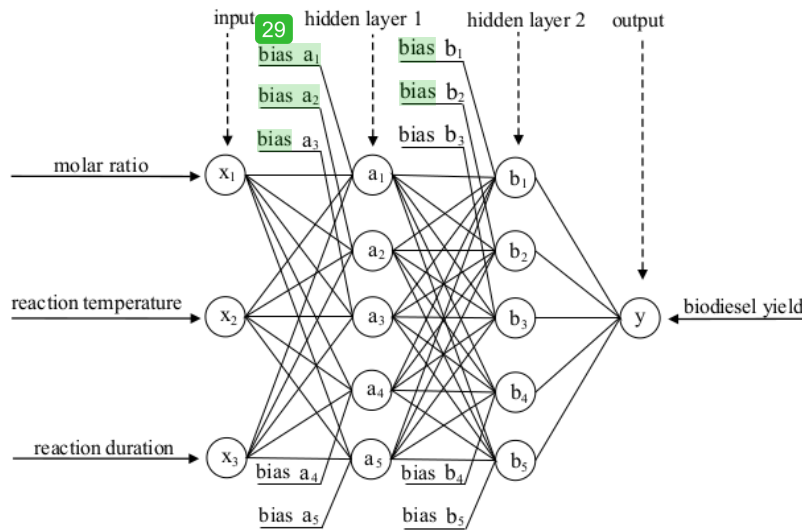 input
29
hidden layer 1
hidden layer 2
output
bias a₁
bias b₁
bias a₂
bias b₂
bias a₃
bias b₃
molar ratio
x₁
a₁
b₁
a₂
b₂
reaction temperature
x₂
a₃
b₃
y
biodiesel yield
a₄
b₄
reaction duration
x₃
a₅
b₅
bias a₄
bias b₄
bias a₅
bias b₅